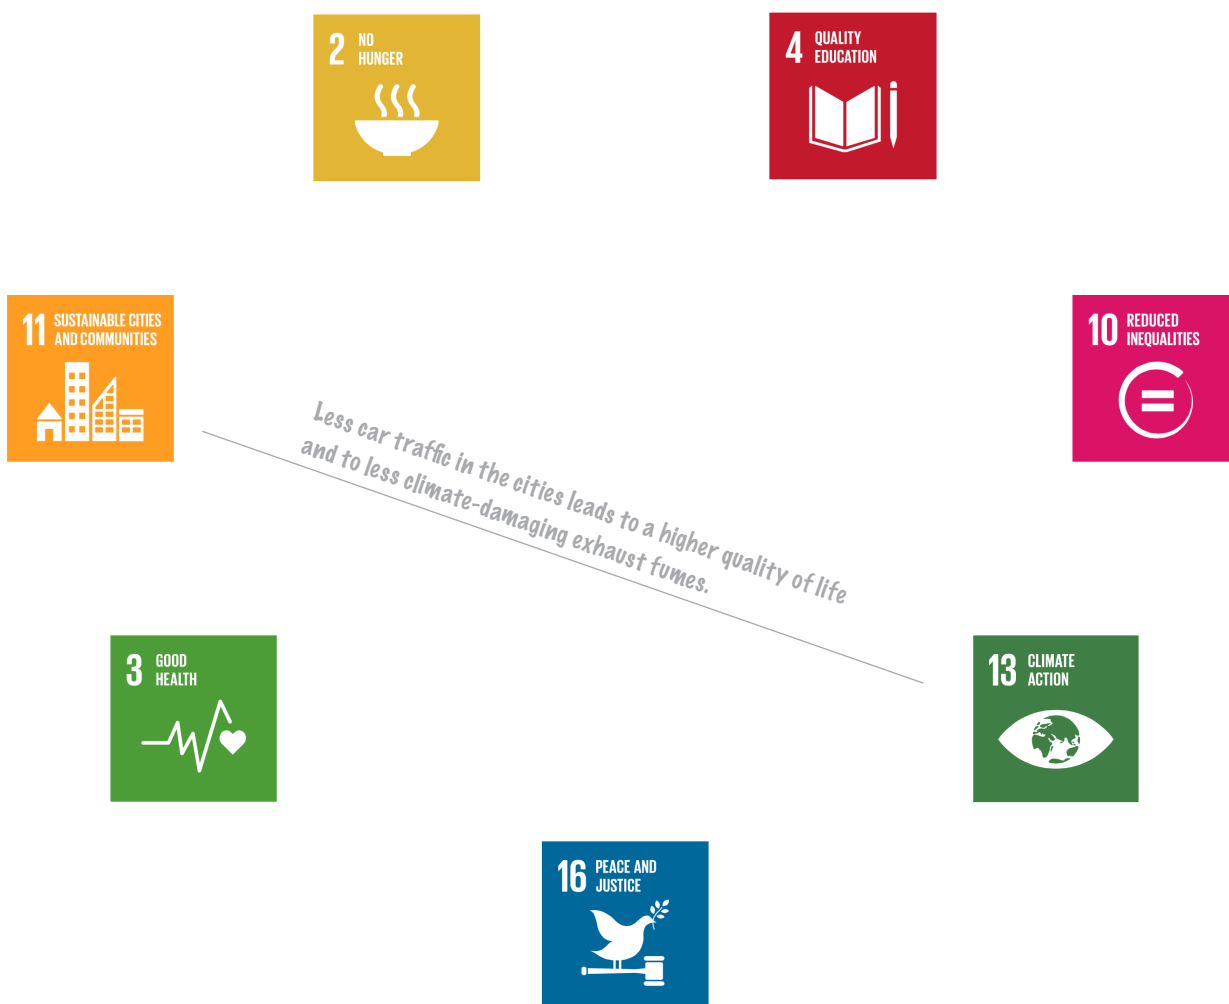 2 NO
HUNGER
4 QUALITY
EDUCATION
11 SUSTAINABLE CITIES
AND COMMUNITIES
10 REDUCED
INEQUALITIES
Less car traffic in the cities leads to a higher quality of life
and to less climate-damaging exhaust fumes.
3 GOOD
HEALTH
13 CLIMATE
ACTION
16 PEACE AND
JUSTICE